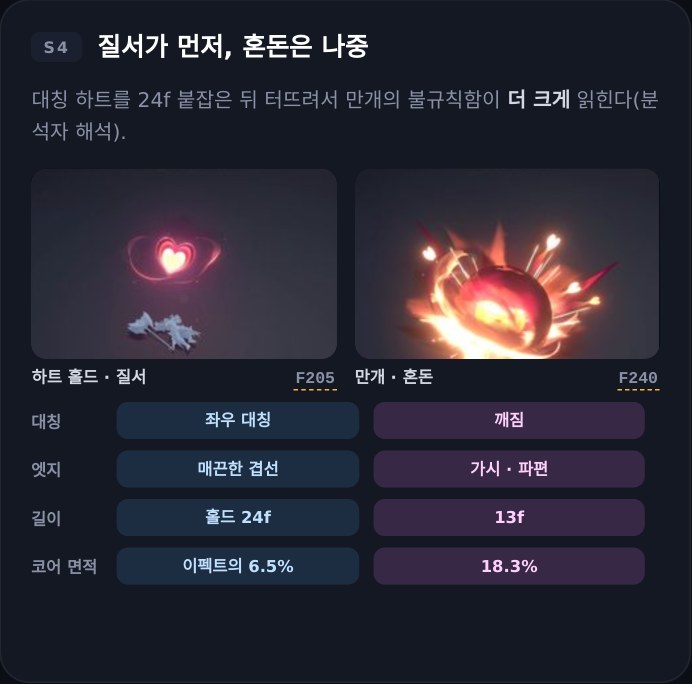 S4 질서가 먼저, 혼돈은 나중
대칭 하트를 24f 붙잡은 뒤 터뜨려서 만개의 불규칙함이 더 크게 읽힌다(분
석자 해석).
하트 홀드 · 질서 F205 만개 · 혼돈 F240
대칭 좌우 대칭 깨짐
엣지 매끈한 겹선 가시 · 파편
길이 홀드 24f 13f
코어 면적 이펙트의 6.5% 18.3%